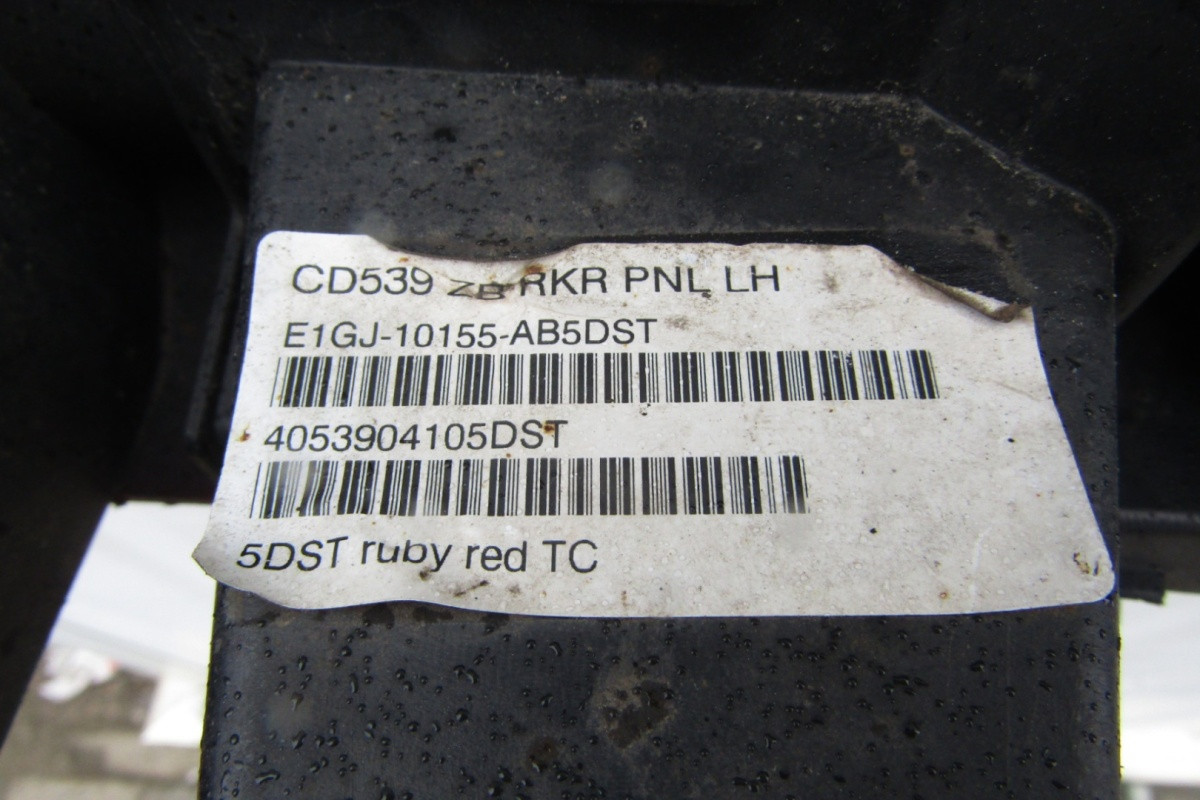 CD539 ZB RKR PNL LH
E1GJ-10155-AB5DST
4053904105DST
5DST ruby red TC